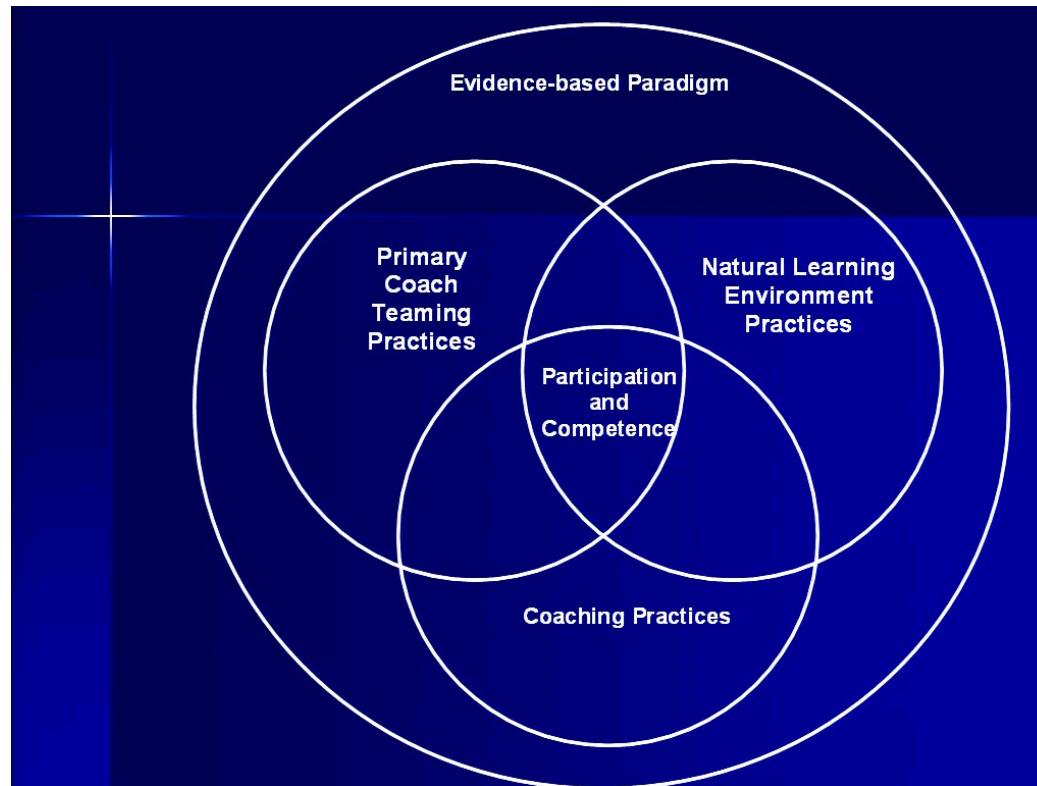 Evidence-based Paradigm
Primary
Coach
Teaming
Practices
Natural Learning
Environment
Practices
Participation
and
Competence
Coaching Practices